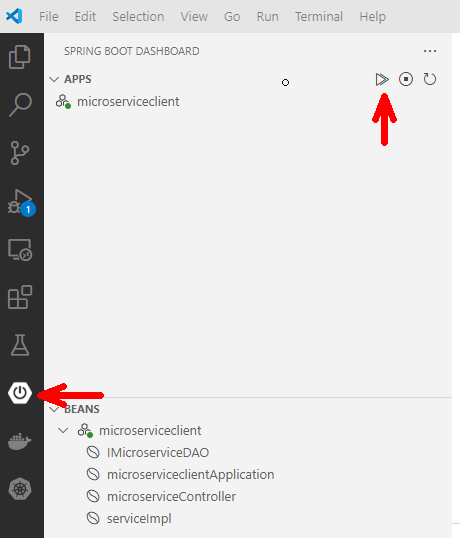 File Edit Selection View Go Run Terminal Help
SPRING BOOT DASHBOARD
APPS
microserviceclient
1
BEANS
microserviceclient
IMicroserviceDAO
microserviceclientApplication
microserviceController
serviceImpl